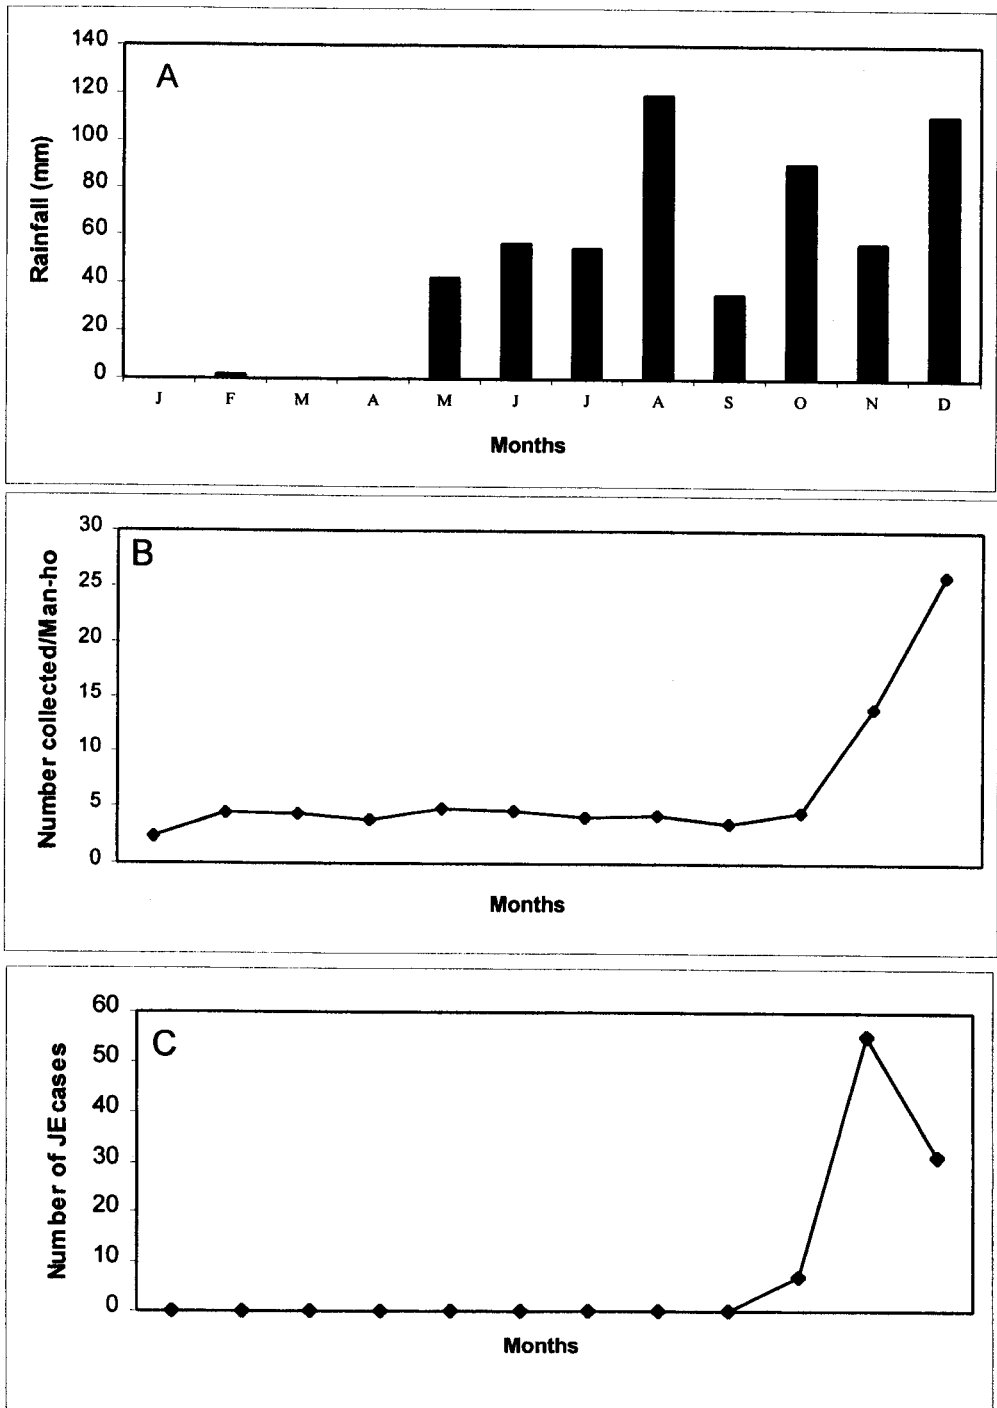 A
Rainfall (mm)
140
120
100
80
60
40
20
0
J F M A M J J A S O N D
Months
B
Number collected/Man-ho
30
25
20
15
10
5
0
Months
C
Number of JE cases
60
50
40
30
20
10
0
Months